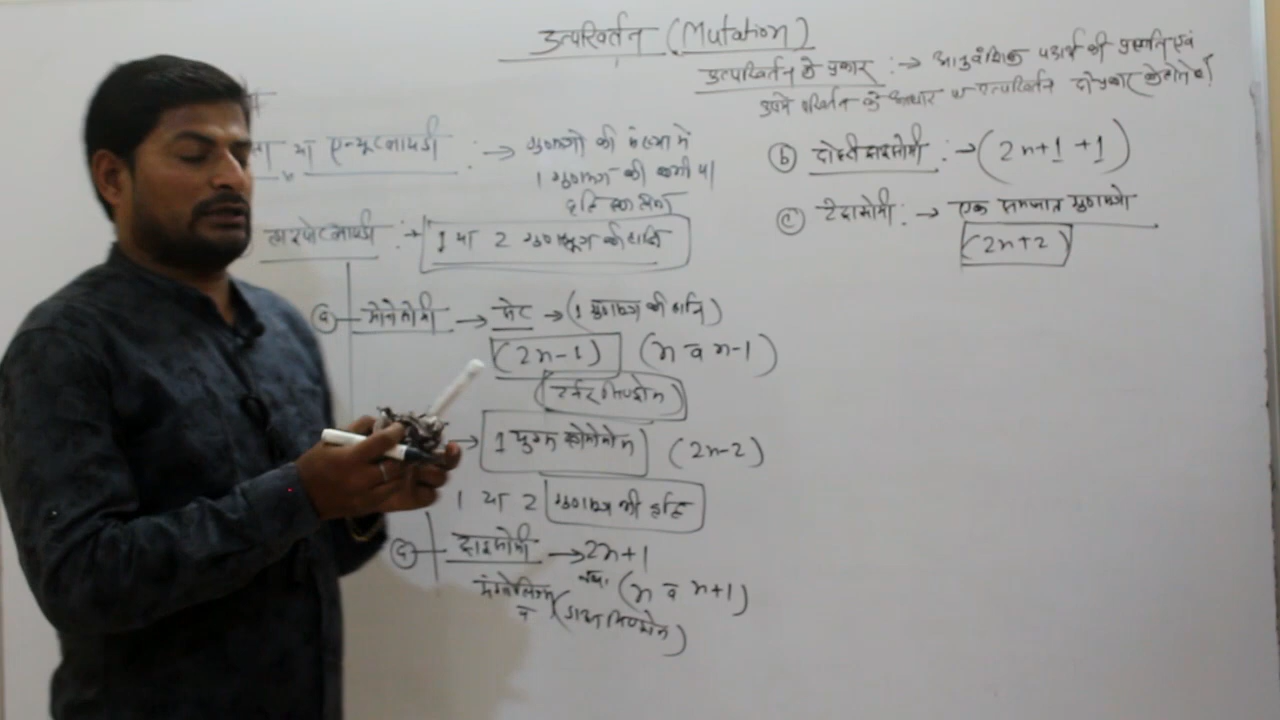 उत्परिवर्तन (Mutation)
उत्परिवर्तन के प्रकार :→ आनुवंशिक पदार्थ की प्रकृति एवं
उसमे परिवर्तन के आधार पर उत्परिवर्तन दो प्रकार के होते है
या एन्यूप्लायडी :→ गुणसूत्रों की संख्या में
1 गुणसूत्र की कमी या
वृद्धि का होना
हाइपोप्लायडी :→ 1 या 2 गुणसूत्र की हानि
(a) मोनोसोमी → मेट → (1 गुणसूत्र की हानि)
(2n-1) (n व n-1)
(टर्नर सिण्ड्रोम)
→ 1 युग्म क्रोमोसोम (2n-2)
1 या 2 गुणसूत्र की वृद्धि
(a) ट्राइसोमी → 2n+1
मंगोलिज्म (n व n+1)
व (डाउन सिण्ड्रोम)
(b) दोहरी ट्राइसोमी :→ (2n+1+1)
(c) टेट्रासोमी :→ एक समजात गुणसूत्रो
(2n+2)